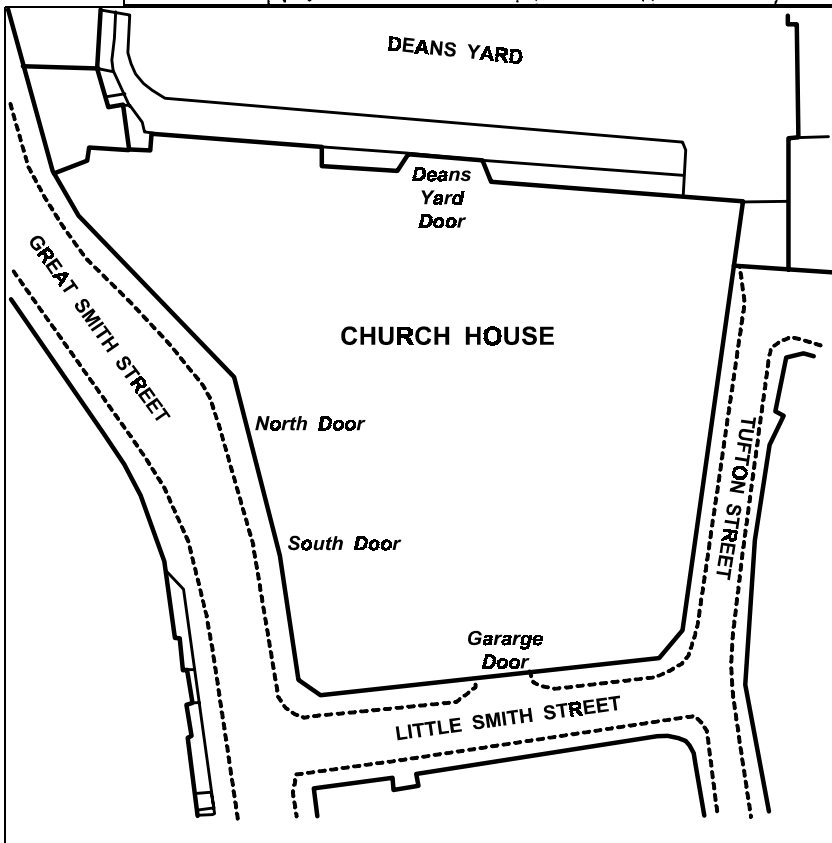 DEANS YARD
Deans
Yard
Door
GREAT SMITH STREET
CHURCH HOUSE
North Door
TUFTON STREET
South Door
Gararge
Door
LITTLE SMITH STREET